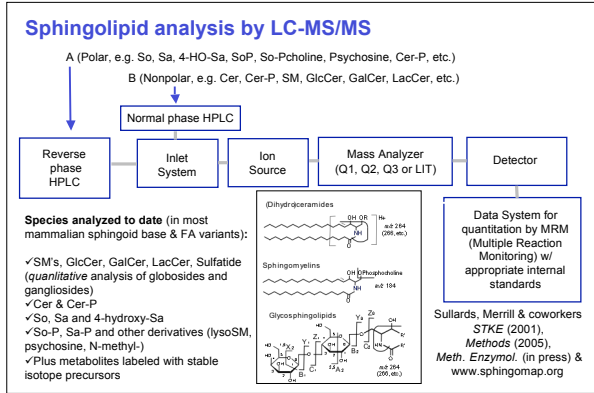 Sphingolipid analysis by LC-MS/MS
A (Polar, e.g. So, Sa, 4-HO-Sa, SoP, So-Pcholine, Psychosine, Cer-P, etc.)
B (Nonpolar, e.g. Cer, Cer-P, SM, GlcCer, GalCer, LacCer, etc.)
Normal phase HPLC
Reverse
phase
HPLC
Inlet
System
Ion
Source
Mass Analyzer
(Q1, Q2, Q3 or LIT)
Detector
Data System for
quantitation by MRM
(Multiple Reaction
Monitoring) w/
appropriate internal
standards
Species analyzed to date (in most
mammalian sphingoid base & FA variants):
✓SM's, GlcCer, GalCer, LacCer, Sulfatide
(quanlitative analysis of globosides and
gangliosides)
✓Cer & Cer-P
✓So, Sa and 4-hydroxy-Sa
✓So-P, Sa-P and other derivatives (lysoSM,
psychosine, N-methyl-)
✓Plus metabolites labeled with stable
isotope precursors
(Dihydro)ceramides
OH OR
H+
NH
O
m/z 264
(266, etc.)
Sphingomyelins
OH OPhosphocholine
NH
O
m/z 184
Glycosphingolipids
m/z 264
(266, etc.)
Sullards, Merrill & coworkers
STKE (2001),
Methods (2005),
Meth. Enzymol. (in press) &
www.sphingomap.org